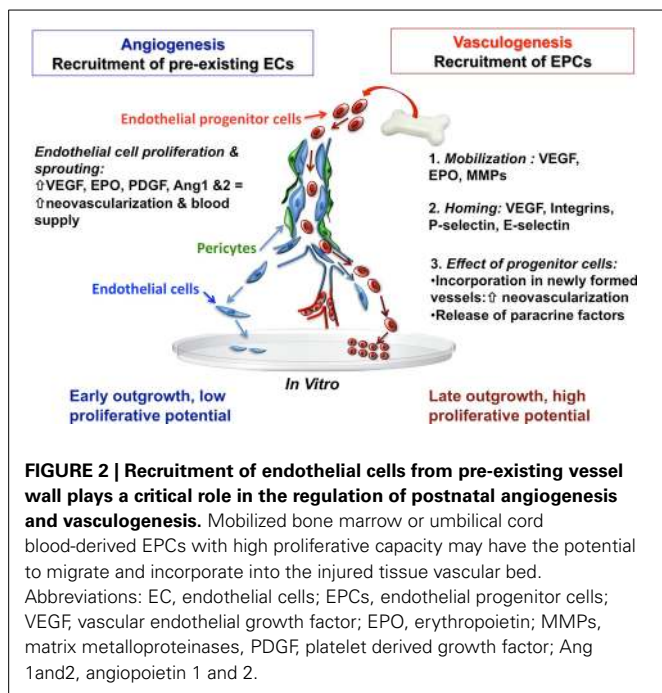 Angiogenesis
Recruitment of pre-existing ECs
Vasculogenesis
Recruitment of EPCs
Endothelial progenitor cells
Endothelial cell proliferation &
sprouting:
⇧VEGF, EPO, PDGF, Ang1 &2 =
⇧neovascularization & blood
supply
Pericytes
Endothelial cells
1. Mobilization : VEGF,
EPO, MMPs
2. Homing: VEGF, Integrins,
P-selectin, E-selectin
3. Effect of progenitor cells:
•Incorporation in newly formed
vessels:⇧ neovascularization
•Release of paracrine factors
In Vitro
Early outgrowth, low
proliferative potential
Late outgrowth, high
proliferative potential
FIGURE 2 | Recruitment of endothelial cells from pre-existing vessel
wall plays a critical role in the regulation of postnatal angiogenesis
and vasculogenesis. Mobilized bone marrow or umbilical cord
blood-derived EPCs with high proliferative capacity may have the potential
to migrate and incorporate into the injured tissue vascular bed.
Abbreviations: EC, endothelial cells; EPCs, endothelial progenitor cells;
VEGF, vascular endothelial growth factor; EPO, erythropoietin; MMPs,
matrix metalloproteinases, PDGF, platelet derived growth factor; Ang
1and2, angiopoietin 1 and 2.